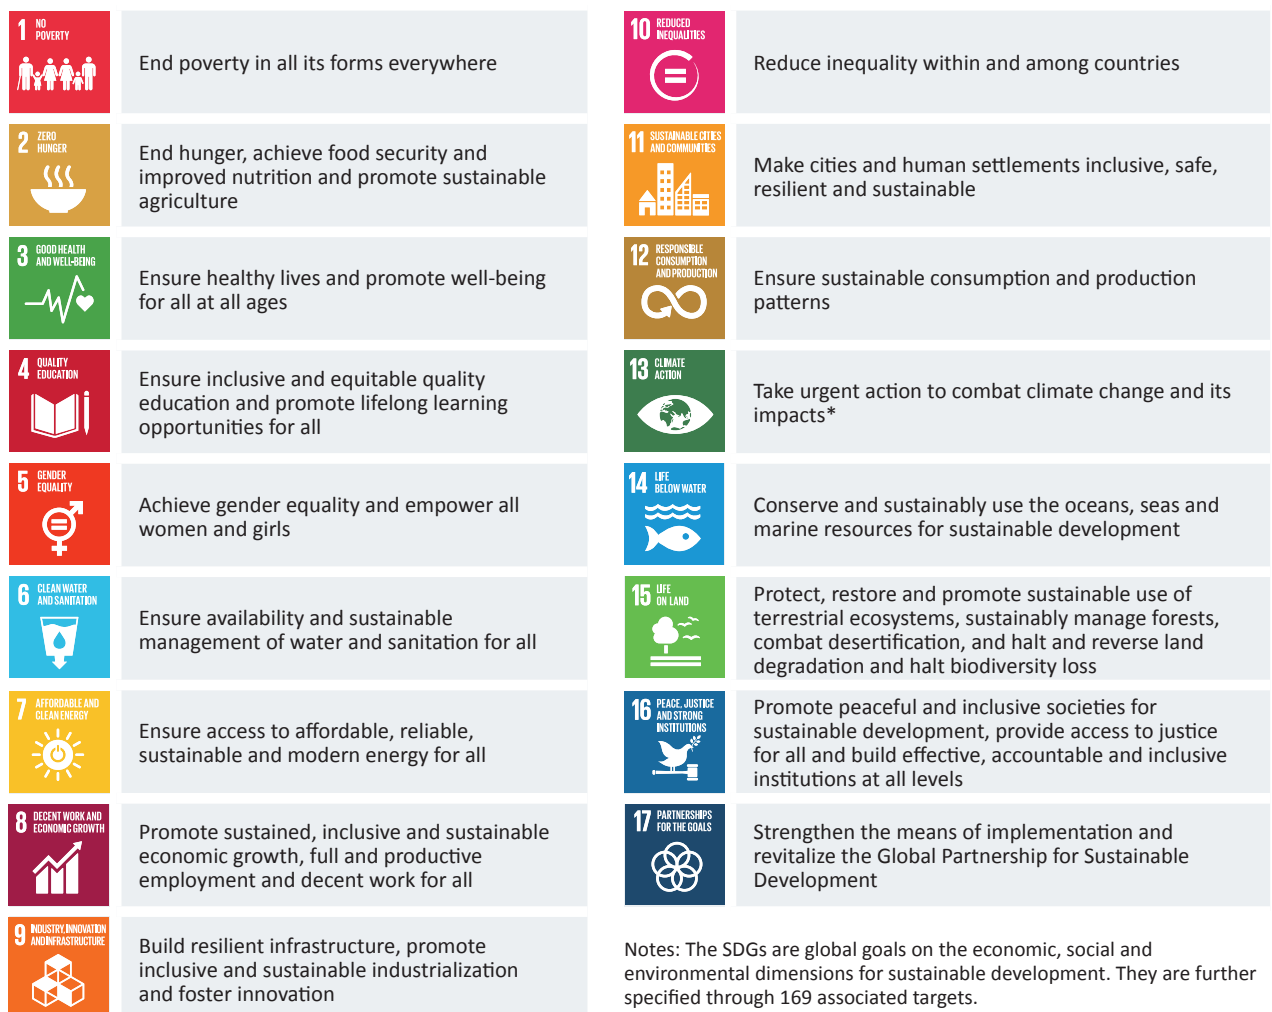 1 NO
POVERTY
End poverty in all its forms everywhere
2 ZERO
HUNGER
End hunger, achieve food security and
improved nutrition and promote sustainable
agriculture
3 GOOD HEALTH
AND WELL-BEING
Ensure healthy lives and promote well-being
for all at all ages
4 QUALITY
EDUCATION
Ensure inclusive and equitable quality
education and promote lifelong learning
opportunities for all
5 GENDER
EQUALITY
Achieve gender equality and empower all
women and girls
6 CLEAN WATER
AND SANITATION
Ensure availability and sustainable
management of water and sanitation for all
7 AFFORDABLE AND
CLEAN ENERGY
Ensure access to affordable, reliable,
sustainable and modern energy for all
8 DECENT WORK AND
ECONOMIC GROWTH
Promote sustained, inclusive and sustainable
economic growth, full and productive
employment and decent work for all
9 INDUSTRY, INNOVATION
AND INFRASTRUCTURE
Build resilient infrastructure, promote
inclusive and sustainable industrialization
and foster innovation
10 REDUCED
INEQUALITIES
Reduce inequality within and among countries
11 SUSTAINABLE CITIES
AND COMMUNITIES
Make cities and human settlements inclusive, safe,
resilient and sustainable
12 RESPONSIBLE
CONSUMPTION
AND PRODUCTION
Ensure sustainable consumption and production
patterns
13 CLIMATE
ACTION
Take urgent action to combat climate change and its
impacts*
14 LIFE
BELOW WATER
Conserve and sustainably use the oceans, seas and
marine resources for sustainable development
15 LIFE
ON LAND
Protect, restore and promote sustainable use of
terrestrial ecosystems, sustainably manage forests,
combat desertification, and halt and reverse land
degradation and halt biodiversity loss
16 PEACE, JUSTICE
AND STRONG
INSTITUTIONS
Promote peaceful and inclusive societies for
sustainable development, provide access to justice
for all and build effective, accountable and inclusive
institutions at all levels
17 PARTNERSHIPS
FOR THE GOALS
Strengthen the means of implementation and
revitalize the Global Partnership for Sustainable
Development
Notes: The SDGs are global goals on the economic, social and
environmental dimensions for sustainable development. They are further
specified through 169 associated targets.